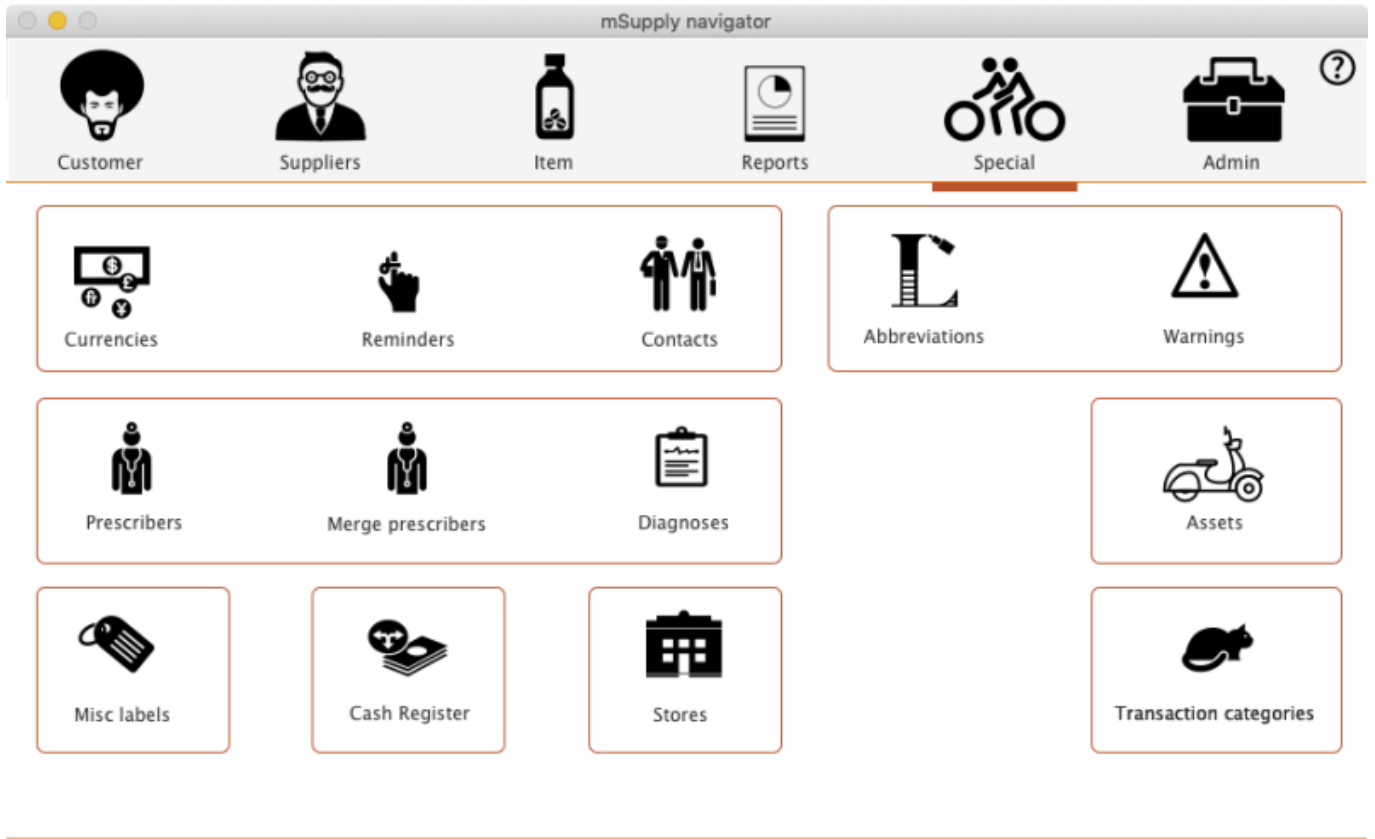 mSupply navigator
?
Customer
Suppliers
Item
Reports
Special
Admin
Currencies
Reminders
Contacts
Abbreviations
Warnings
Prescribers
Merge prescribers
Diagnoses
Assets
Misc labels
Cash Register
Stores
Transaction categories